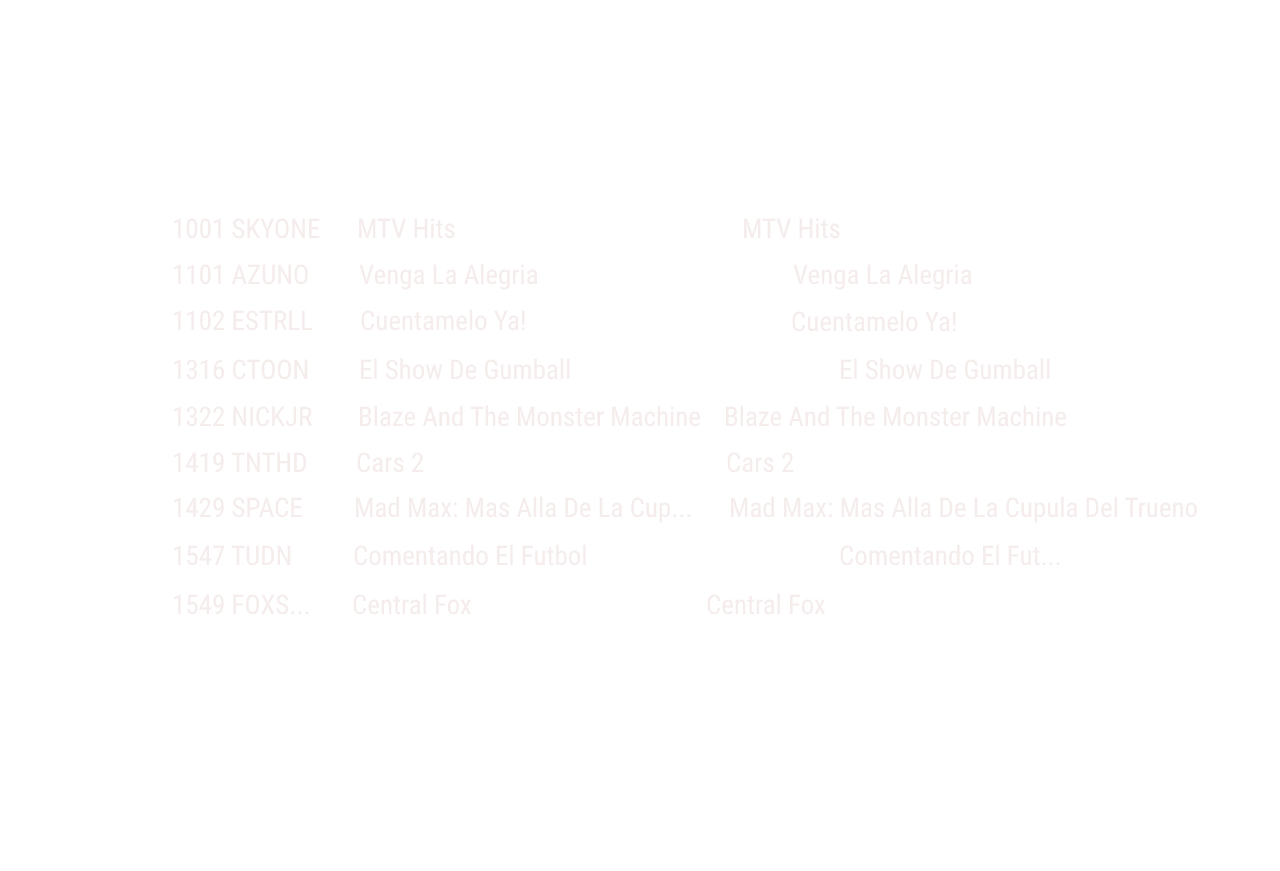 1001 SKYONE MTV Hits MTV Hits
1101 AZUNO Venga La Alegria Venga La Alegria
1102 ESTRLL Cuentamelo Ya! Cuentamelo Ya!
1316 CTOON El Show De Gumball El Show De Gumball
1322 NICKJR Blaze And The Monster Machine Blaze And The Monster Machine
1419 TNTHD Cars 2 Cars 2
1429 SPACE Mad Max: Mas Alla De La Cup... Mad Max: Mas Alla De La Cupula Del Trueno
1547 TUDN Comentando El Futbol Comentando El Fut...
1549 FOXS... Central Fox Central Fox